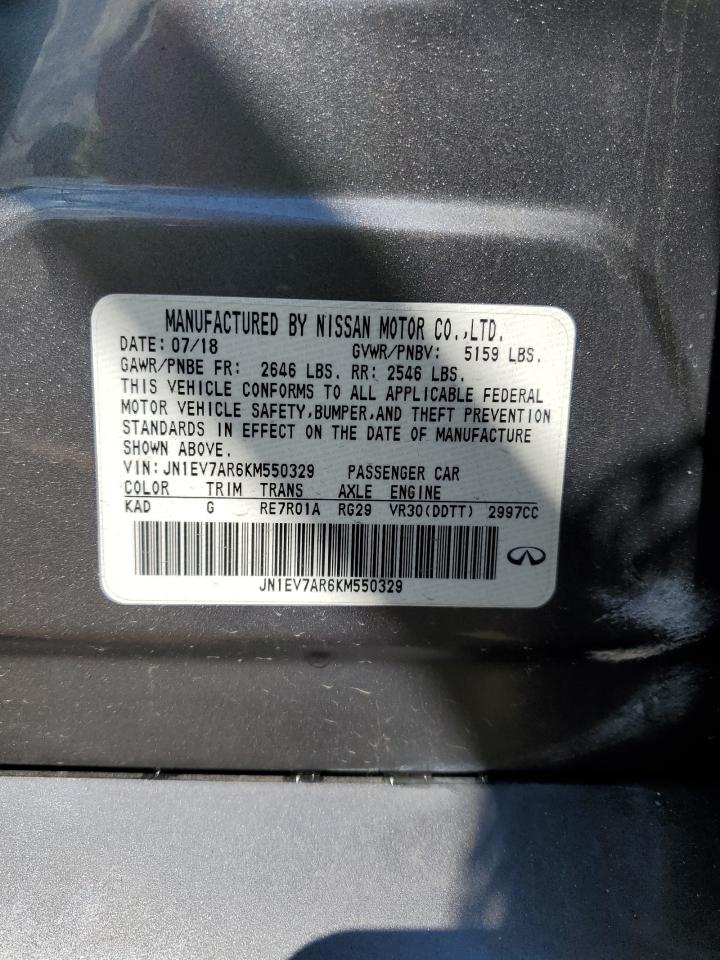 MANUFACTURED BY NISSAN MOTOR CO.,LTD.
DATE: 07/18 GVWR/PNBV: 5159 LBS.
GAWR/PNBE FR: 2646 LBS. RR: 2546 LBS.
THIS VEHICLE CONFORMS TO ALL APPLICABLE FEDERAL
MOTOR VEHICLE SAFETY,BUMPER,AND THEFT PREVENTION
STANDARDS IN EFFECT ON THE DATE OF MANUFACTURE
SHOWN ABOVE.
VIN: JN1EV7AR6KM550329 PASSENGER CAR
COLOR TRIM TRANS AXLE ENGINE
KAD G RE7R01A RG29 VR30(DDTT) 2997CC
JN1EV7AR6KM550329